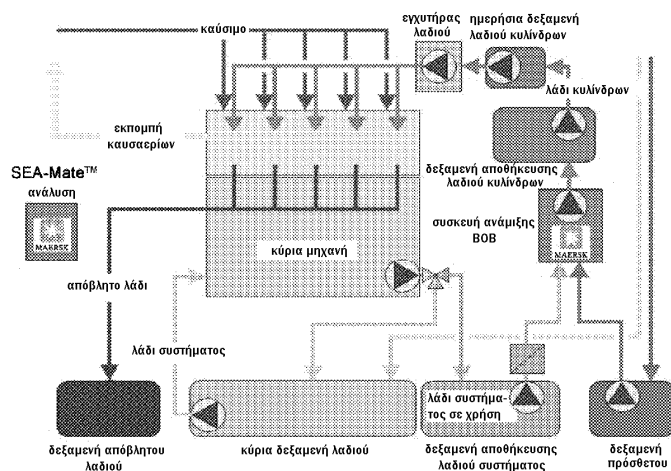 καύσιμο
εγχυτήρας
λαδιού
ημερήσια δεξαμενή
λαδιού κυλίνδρων
λάδι κυλίνδρων
εκπομπή
καυσαερίων
SEA-Mate™
ανάλυση
MAERSK
δεξαμενή αποθήκευσης
λαδιού κυλίνδρων
συσκευή ανάμιξης
BOB
MAERSK
κύρια μηχανή
απόβλητο λάδι
λάδι συστήματος
λάδι συστήμα-
τος σε χρήση
δεξαμενή απόβλητου
λαδιού
κύρια δεξαμενή λαδιού
δεξαμενή αποθήκευσης
λαδιού συστήματος
δεξαμενή
πρόσθετου